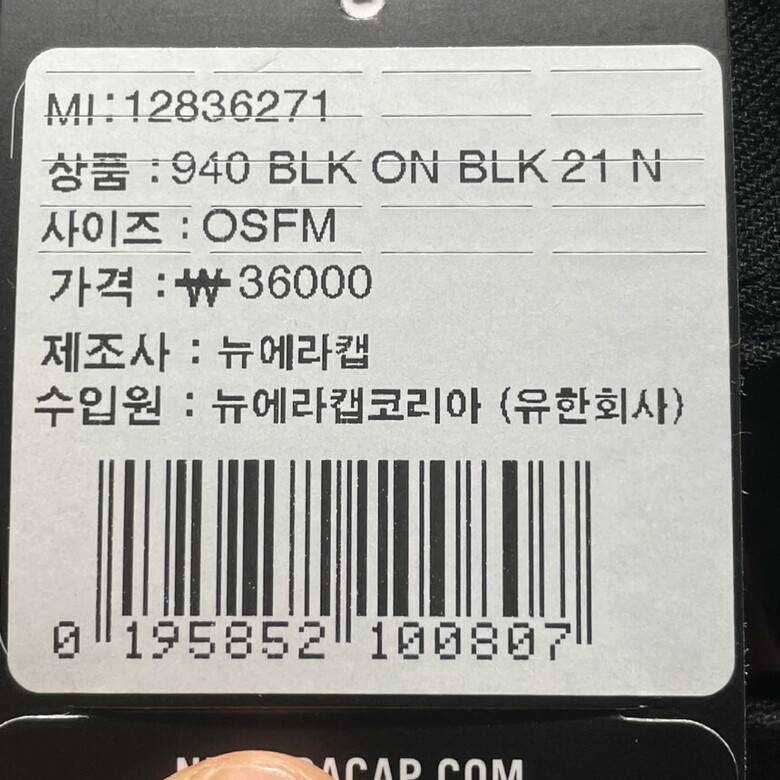 MI:12836271
상품 : 940 BLK ON BLK 21 N
사이즈 : OSFM
가격 : ₩36000
제조사 : 뉴에라캡
수입원 : 뉴에라캡코리아 (유한회사)
0 195852 100807